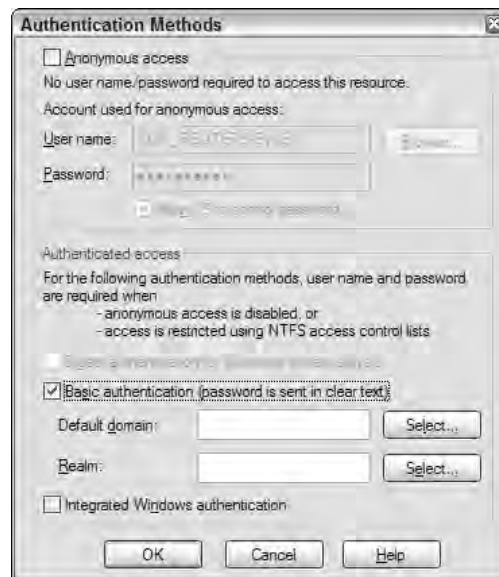 Authentication Methods
Anonymous access
No user name/password required to access this resource.
Account used for anonymous access:
User name:
Browse...
Password:
Authenticated access
For the following authentication methods, user name and password
are required when
- anonymous access is disabled, or
- access is restricted using NTFS access control lists
Basic authentication (password is sent in clear text)
Default domain:
Select...
Realm:
Select...
Integrated Windows authentication
OK
Cancel
Help